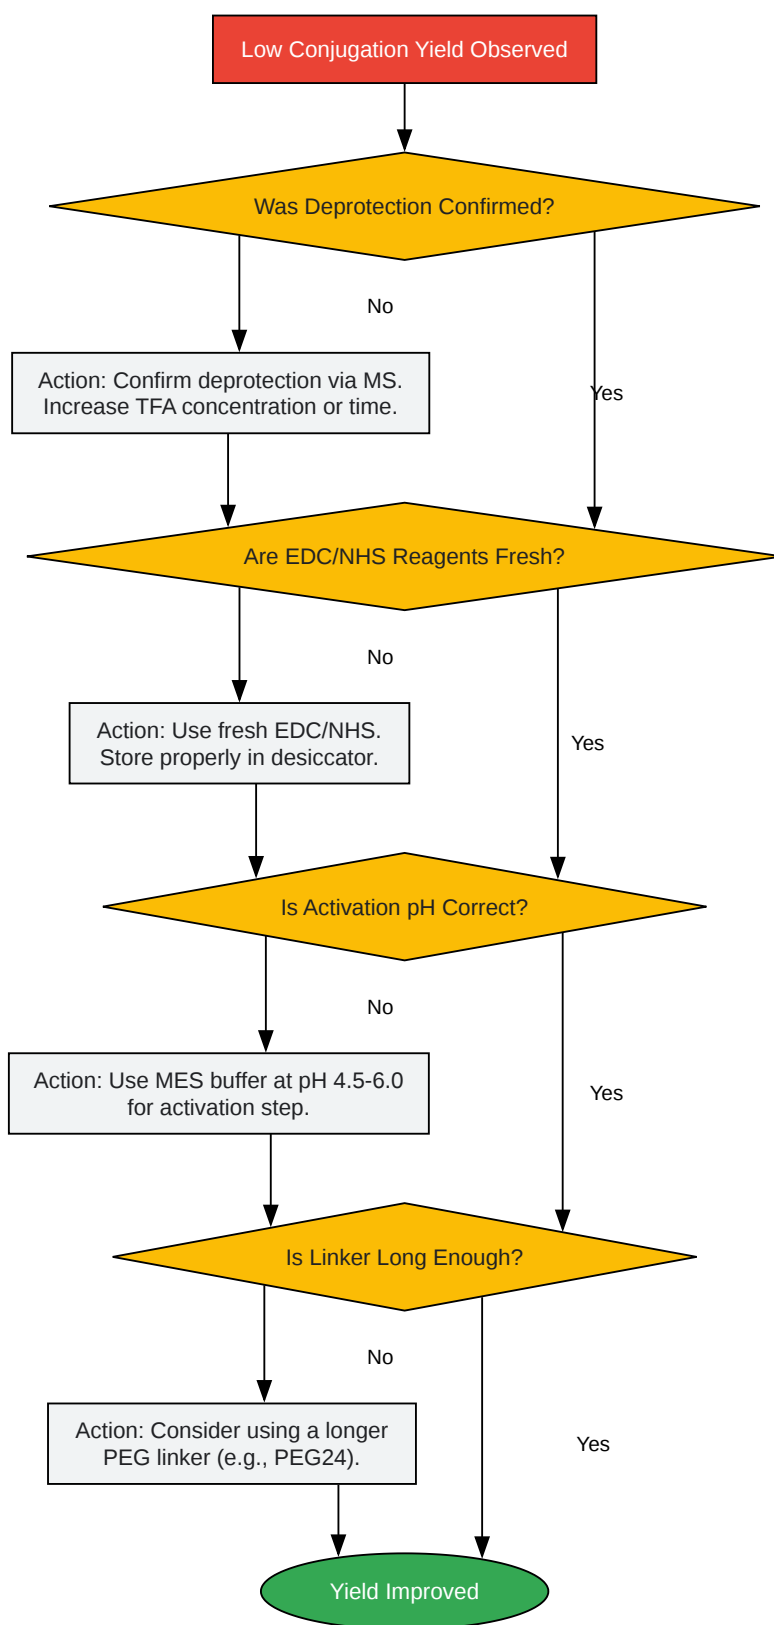 Low Conjugation Yield Observed
Was Deprotection Confirmed?
No
Action: Confirm deprotection via MS.
Increase TFA concentration or time.
Yes
Are EDC/NHS Reagents Fresh?
No
Action: Use fresh EDC/NHS.
Store properly in desiccator.
Yes
Is Activation pH Correct?
No
Action: Use MES buffer at pH 4.5-6.0
for activation step.
Yes
Is Linker Long Enough?
No
Action: Consider using a longer
PEG linker (e.g., PEG24).
Yes
Yield Improved